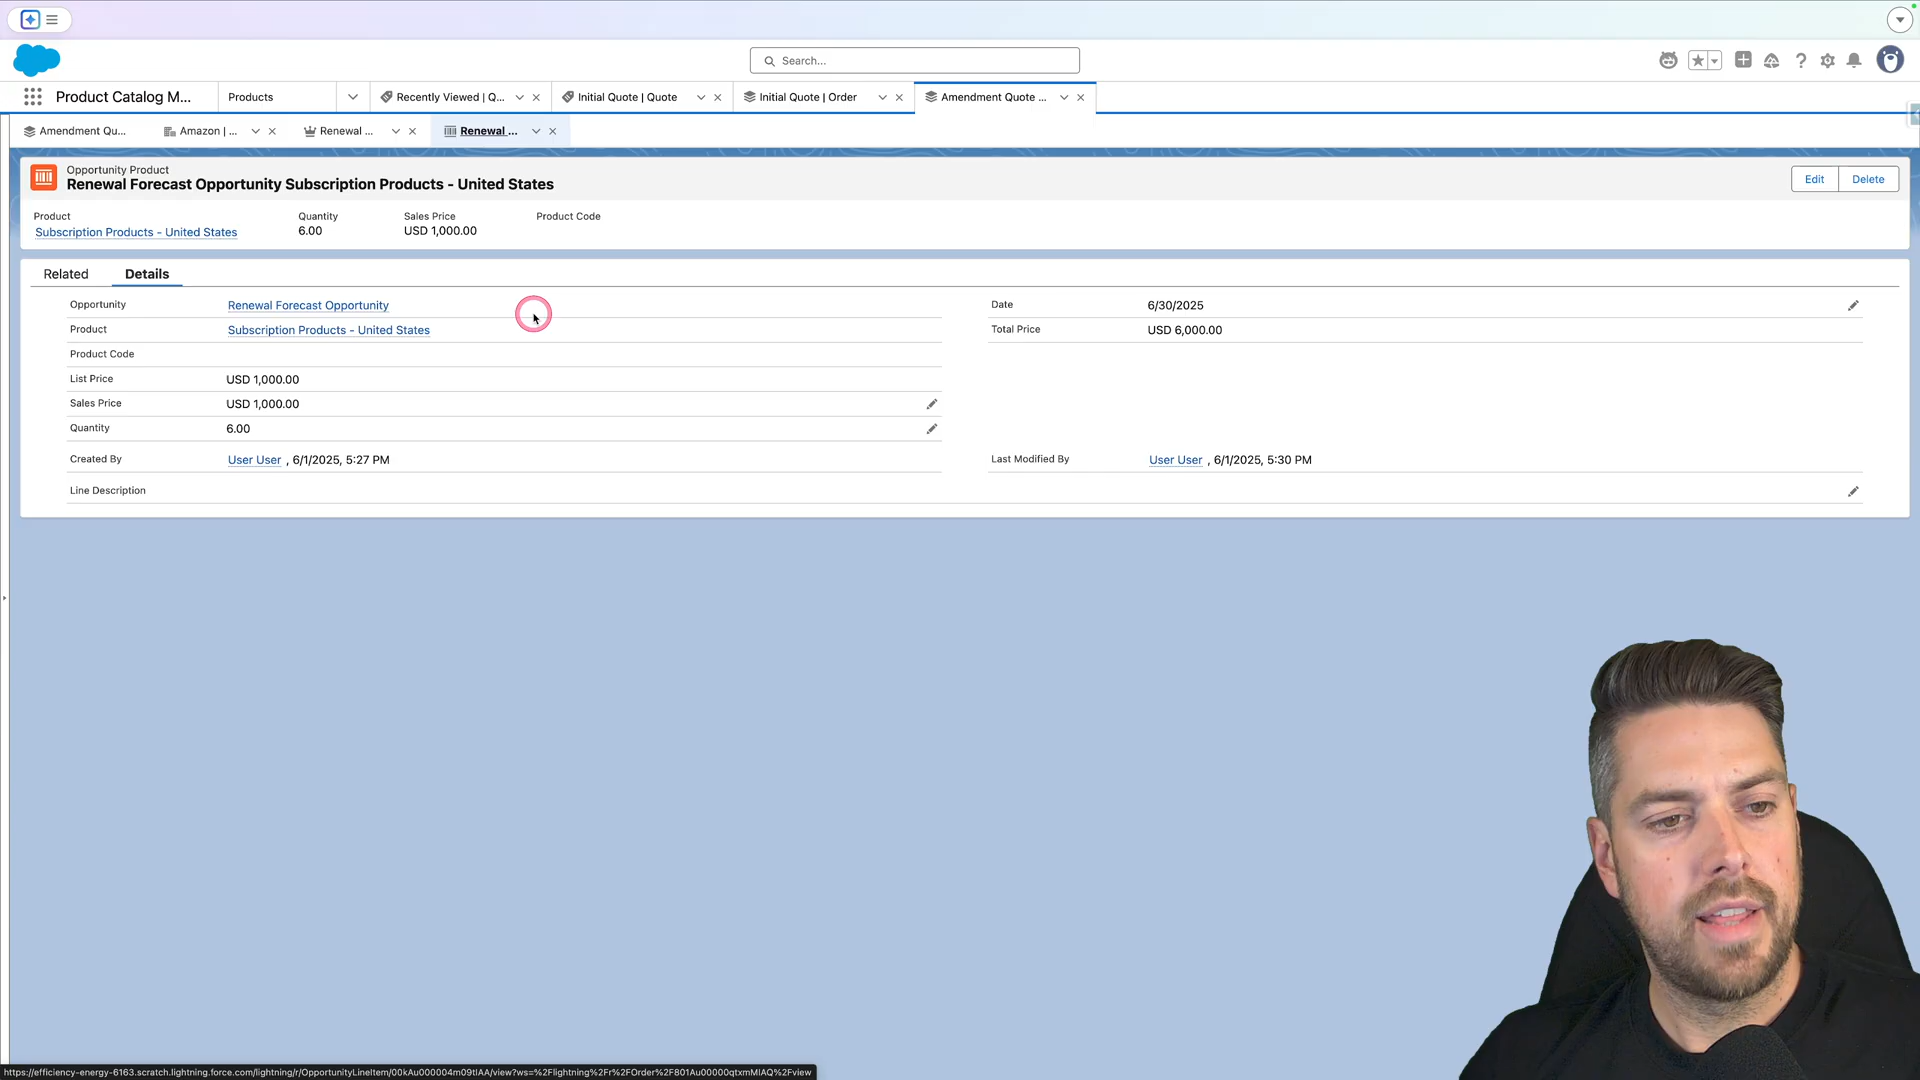 Search...
Product Catalog M...
Products
Recently Viewed | Q...
Initial Quote | Quote
Initial Quote | Order
Amendment Quote ...
Amendment Qu...
Amazon | ...
Renewal ...
Renewal ...
Opportunity Product
Renewal Forecast Opportunity Subscription Products - United States
Edit
Delete
Product
Quantity
Sales Price
Product Code
Subscription Products - United States
6.00
USD 1,000.00
Related
Details
Opportunity
Renewal Forecast Opportunity
Date
6/30/2025
Product
Subscription Products - United States
Total Price
USD 6,000.00
Product Code
List Price
USD 1,000.00
Sales Price
USD 1,000.00
Quantity
6.00
Created By
User User , 6/1/2025, 5:27 PM
Last Modified By
User User , 6/1/2025, 5:30 PM
Line Description
https://efficiency-energy-6163.scratch.lightning.force.com/lightning/r/OpportunityLineItem/00kAu000004m09tIAA/view?ws=%2Flightning%2Fr%2FOrder%2F801Au00000qtxmMIAQ%2Fview